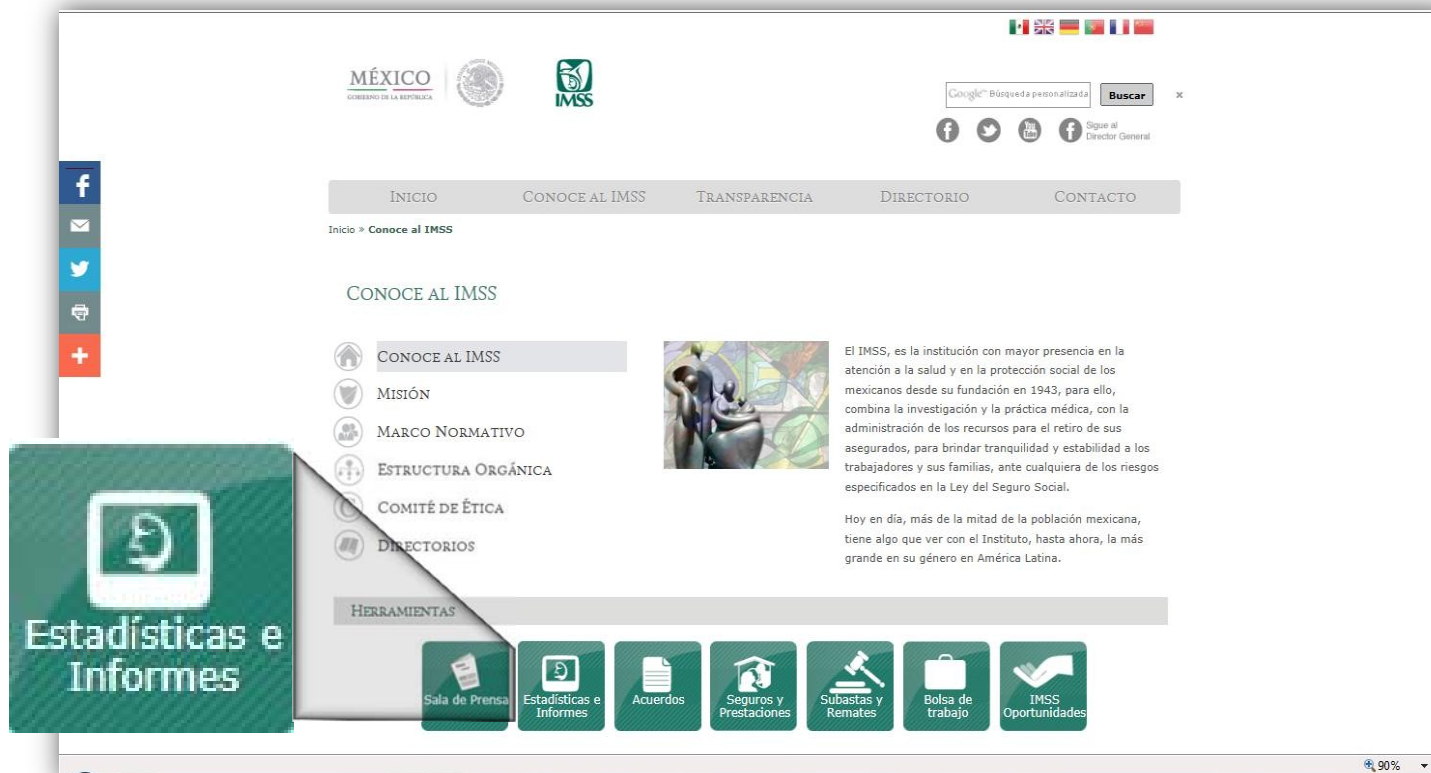 MÉXICO
GOBIERNO DE LA REPÚBLICA
IMSS
Google™ Búsqueda personalizada
Buscar
x
You
Tube
Sigue al
Director General
INICIO
CONOCE AL IMSS
TRANSPARENCIA
DIRECTORIO
CONTACTO
Inicio » Conoce al IMSS
CONOCE AL IMSS
CONOCE AL IMSS
MISIÓN
MARCO NORMATIVO
ESTRUCTURA ORGÁNICA
COMITÉ DE ÉTICA
DIRECTORIOS
El IMSS, es la institución con mayor presencia en la
atención a la salud y en la protección social de los
mexicanos desde su fundación en 1943, para ello,
combina la investigación y la práctica médica, con la
administración de los recursos para el retiro de sus
asegurados, para brindar tranquilidad y estabilidad a los
trabajadores y sus familias, ante cualquiera de los riesgos
especificados en la Ley del Seguro Social.
Hoy en día, más de la mitad de la población mexicana,
tiene algo que ver con el Instituto, hasta ahora, la más
grande en su género en América Latina.
Estadísticas e
Informes
HERRAMIENTAS
Sala de Prensa
Estadísticas e
Informes
Acuerdos
Seguros y
Prestaciones
Subastas y
Remates
Bolsa de
trabajo
IMSS
Oportunidades
90%